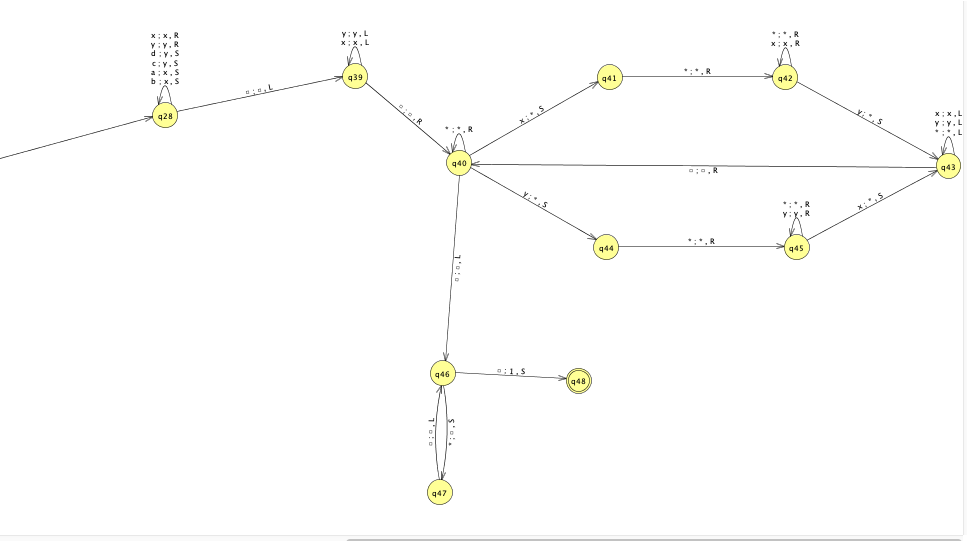 x ; x , R
y ; y , R
d ; y , S
c ; y , S
a ; x , S
b ; x , S
q28
□ ; □ , L
y ; y , L
x ; x , L
q39
□ ; □ , R
* ; * , R
q40
x ; * , S
q41
* ; * , R
* ; * , R
x ; x , R
q42
y ; * , S
x ; x , L
y ; y , L
* ; * , L
q43
□ ; □ , R
y ; * , S
q44
* ; * , R
* ; * , R
y ; y , R
q45
x ; * , S
□ ; □ , L
q46
□ ; 1 , S
q48
□ ; □ , L
* ; □ , S
q47